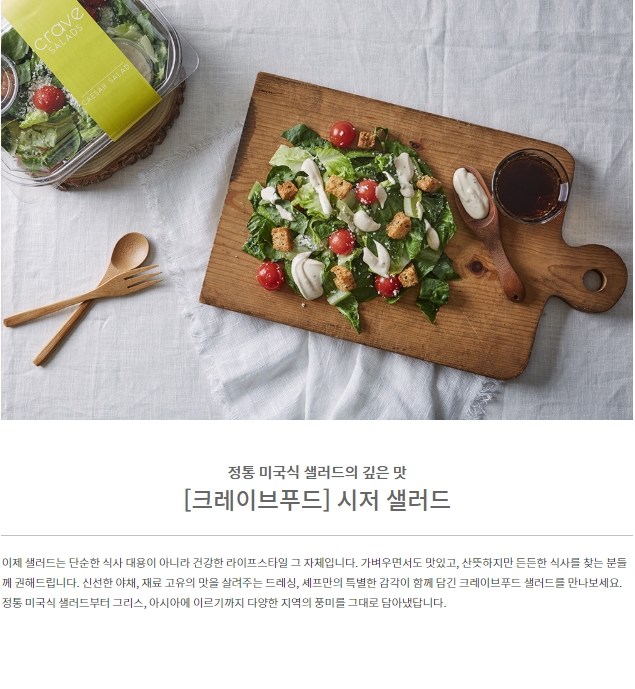 crave
SALADS
CAESAR SALAD
정통 미국식 샐러드의 깊은 맛
[크레이브푸드] 시저 샐러드
이제 샐러드는 단순한 식사 대용이 아니라 건강한 라이프스타일 그 자체입니다. 가벼우면서도 맛있고, 산뜻하지만 든든한 식사를 찾는 분들
께 권해드립니다. 신선한 야채, 재료 고유의 맛을 살려주는 드레싱, 셰프만의 특별한 감각이 함께 담긴 크레이브푸드 샐러드를 만나보세요.
정통 미국식 샐러드부터 그리스, 아시아에 이르기까지 다양한 지역의 풍미를 그대로 담아냈답니다.